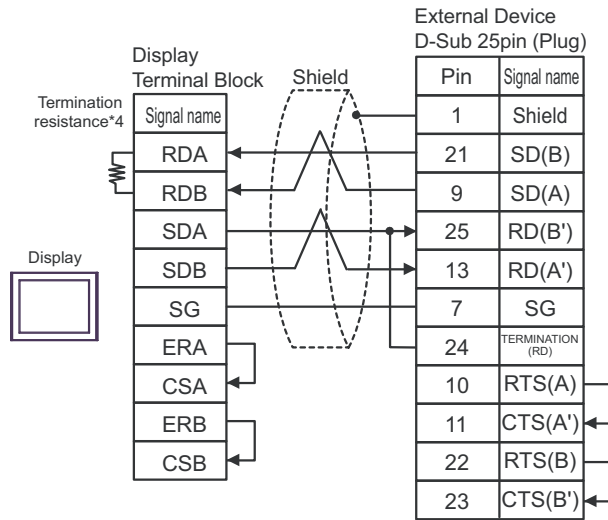 External Device
D-Sub 25pin (Plug)
Display
Terminal Block
Shield
Termination
resistance*4
Signal name
RDA
RDB
SDA
SDB
SG
ERA
CSA
ERB
CSB
Display
Pin Signal name
1 Shield
21 SD(B)
9 SD(A)
25 RD(B')
13 RD(A')
7 SG
24 TERMINATION
(RD)
10 RTS(A)
11 CTS(A')
22 RTS(B)
23 CTS(B')